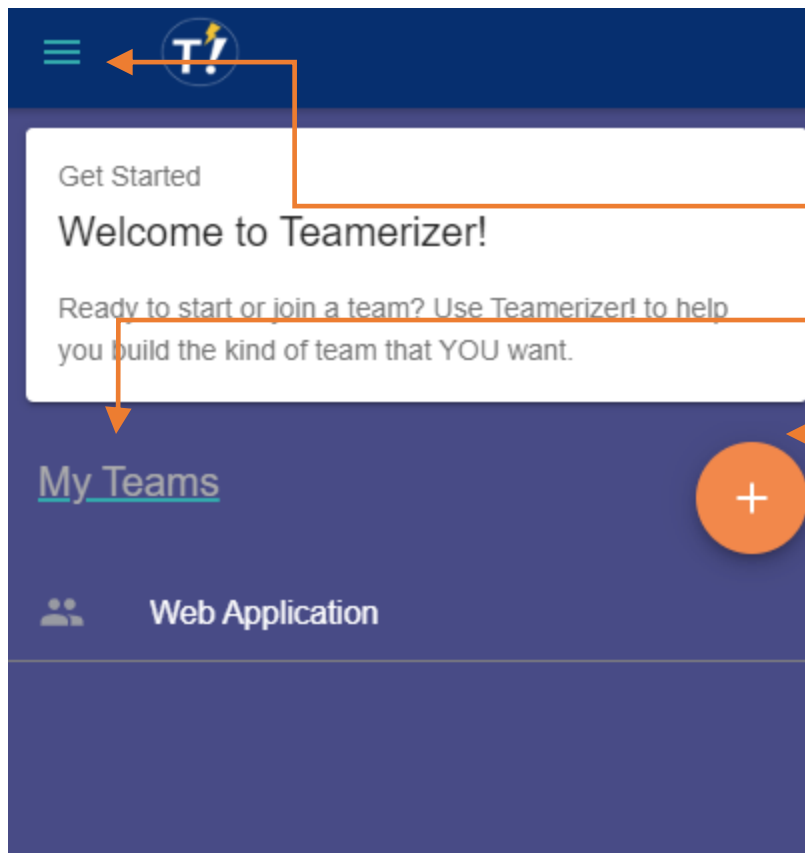 T!
Get Started
Welcome to Teamerizer!
Ready to start or join a team? Use Teamerizer! to help
you build the kind of team that YOU want.
My Teams
+
Web Application